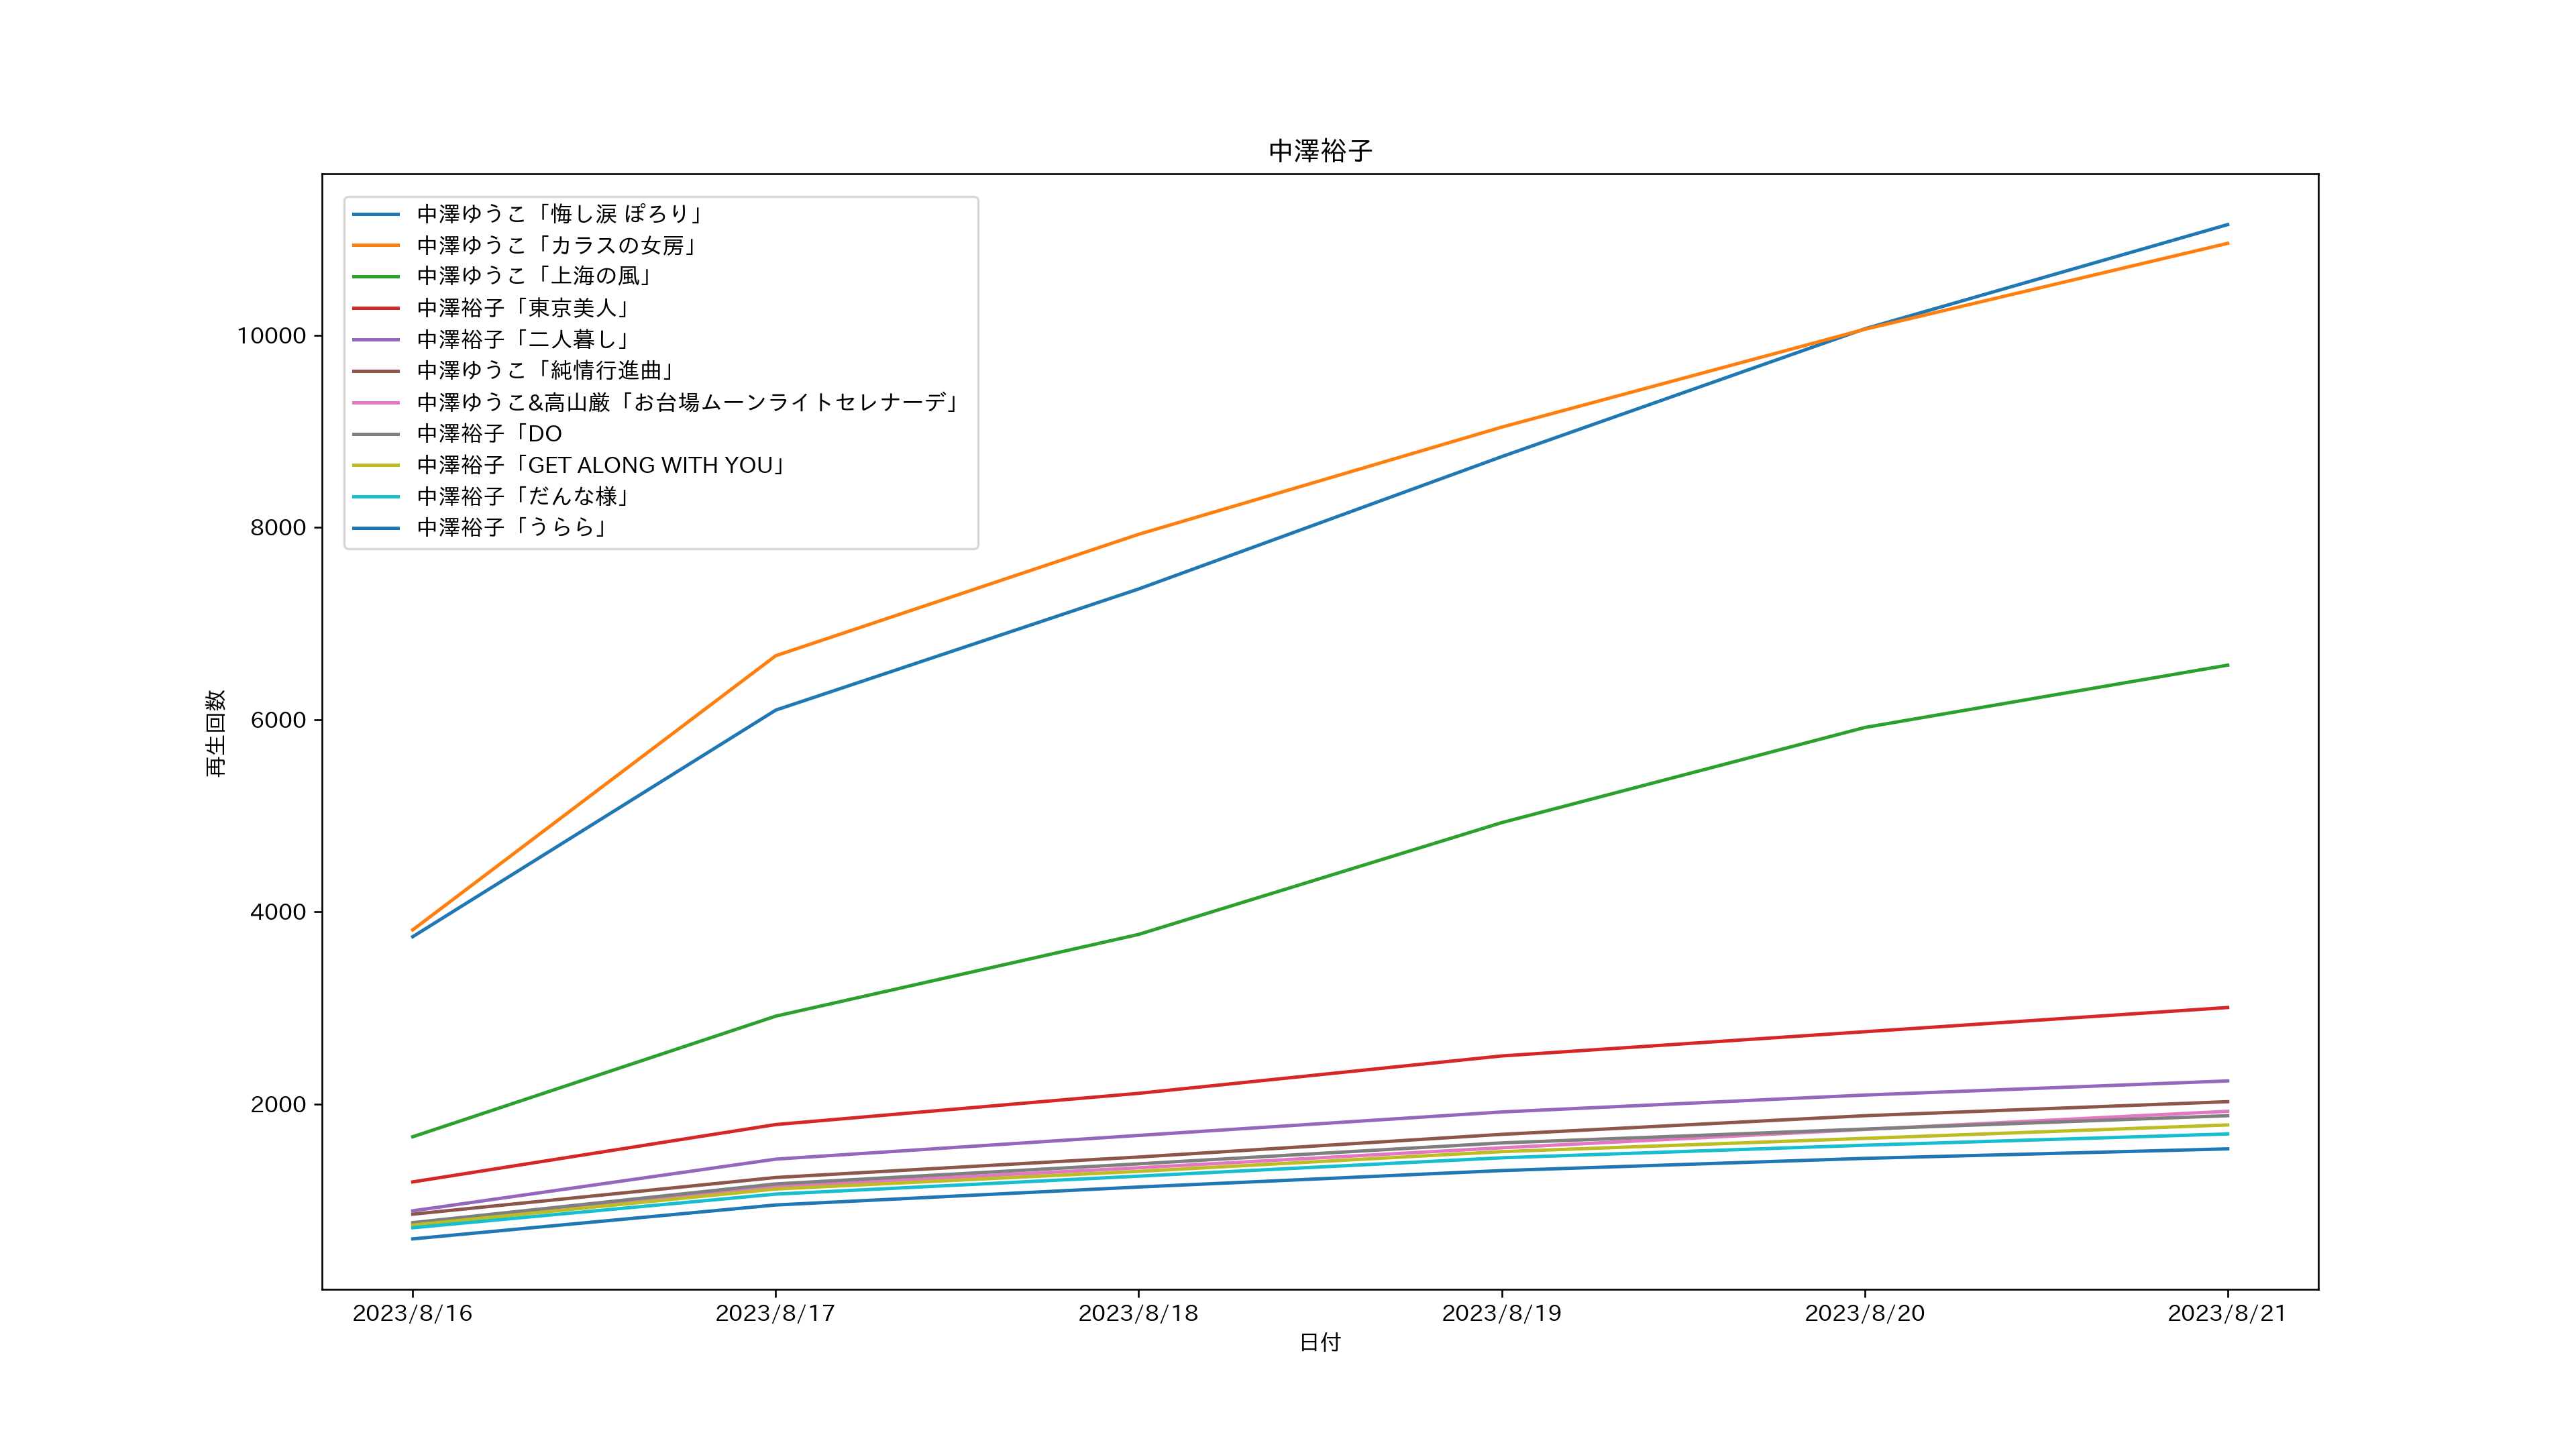 中澤裕子
中澤ゆうこ「悔し涙 ぽろり」
中澤ゆうこ「カラスの女房」
中澤ゆうこ「上海の風」
中澤裕子「東京美人」
中澤裕子「二人暮し」
中澤ゆうこ「純情行進曲」
中澤ゆうこ&高山厳「お台場ムーンライトセレナーデ」
中澤裕子「DO
中澤裕子「GET ALONG WITH YOU」
中澤裕子「だんな様」
中澤裕子「うらら」
10000
8000
6000
4000
2000
再生回数
2023/8/16 2023/8/17 2023/8/18 2023/8/19 2023/8/20 2023/8/21
日付